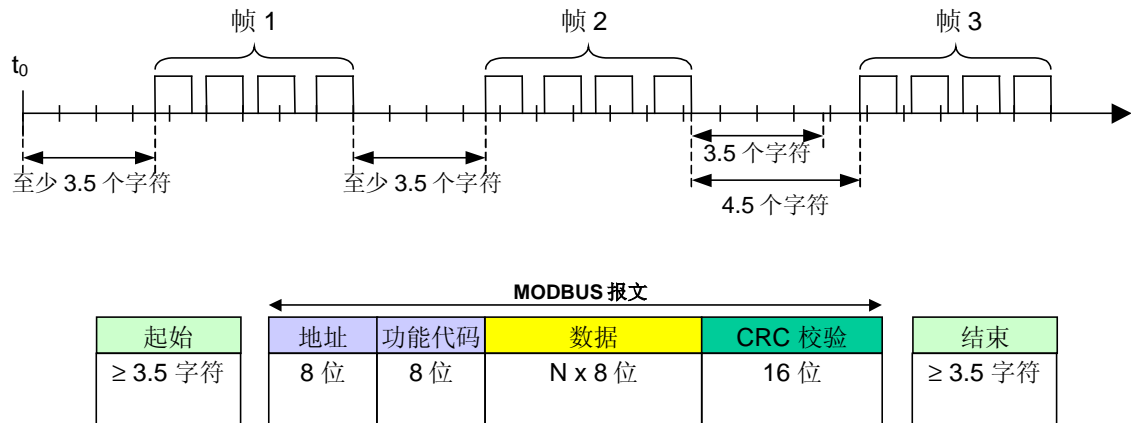 帧 1 帧 2 帧 3
t0
至少 3.5 个字符 至少 3.5 个字符 3.5 个字符
4.5 个字符
MODBUS 报文
起始 地址 功能代码 数据 CRC 校验 结束
≥ 3.5 字符 8 位 8 位 N x 8 位 16 位 ≥ 3.5 字符